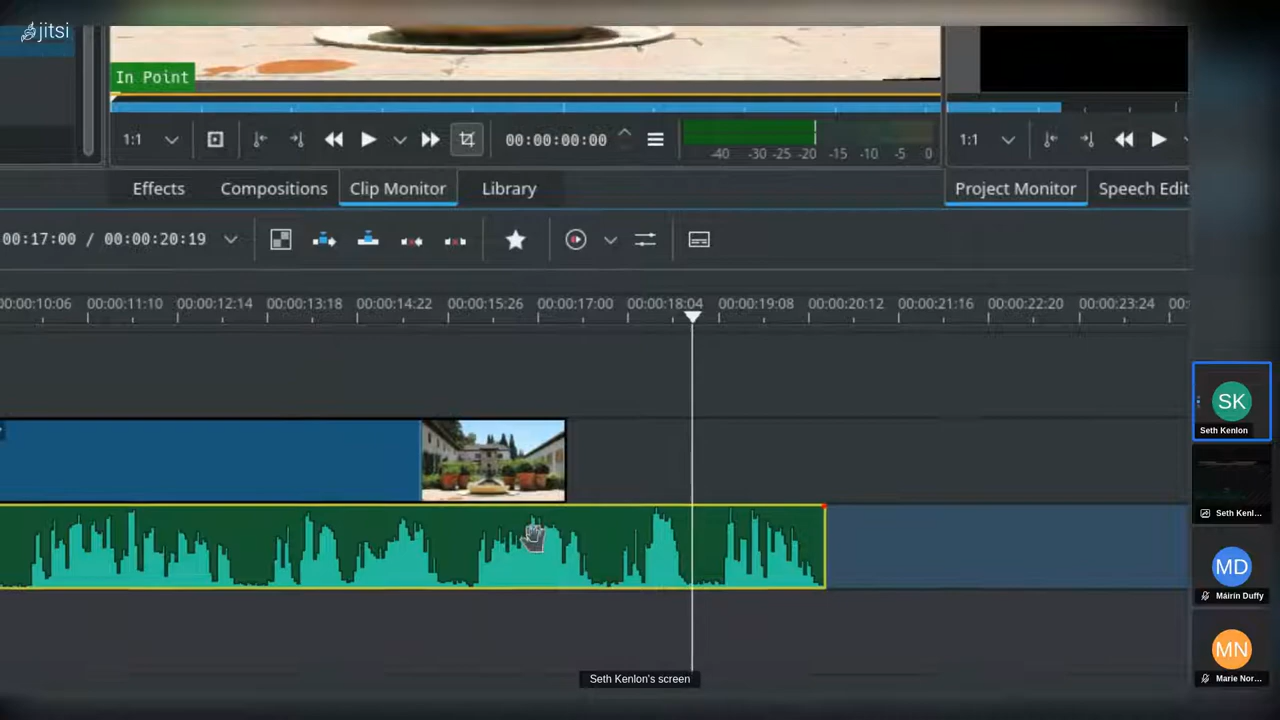 jitsi
In Point
1:1
00:00:00:00
-40 -30 -25 -20 -15 -10 -5 0
1:1
Effects Compositions Clip Monitor Library
Project Monitor Speech Edit
00:17:00 / 00:00:20:19
00:00:10:06 00:00:11:10 00:00:12:14 00:00:13:18 00:00:14:22 00:00:15:26 00:00:17:00 00:00:18:04 00:00:19:08 00:00:20:12 00:00:21:16 00:00:22:20 00:00:23:24 00:
SK
Seth Kenlon
Seth Kenl...
MD
Máirín Duffy
MN
Marie Nor...
Seth Kenlon's screen